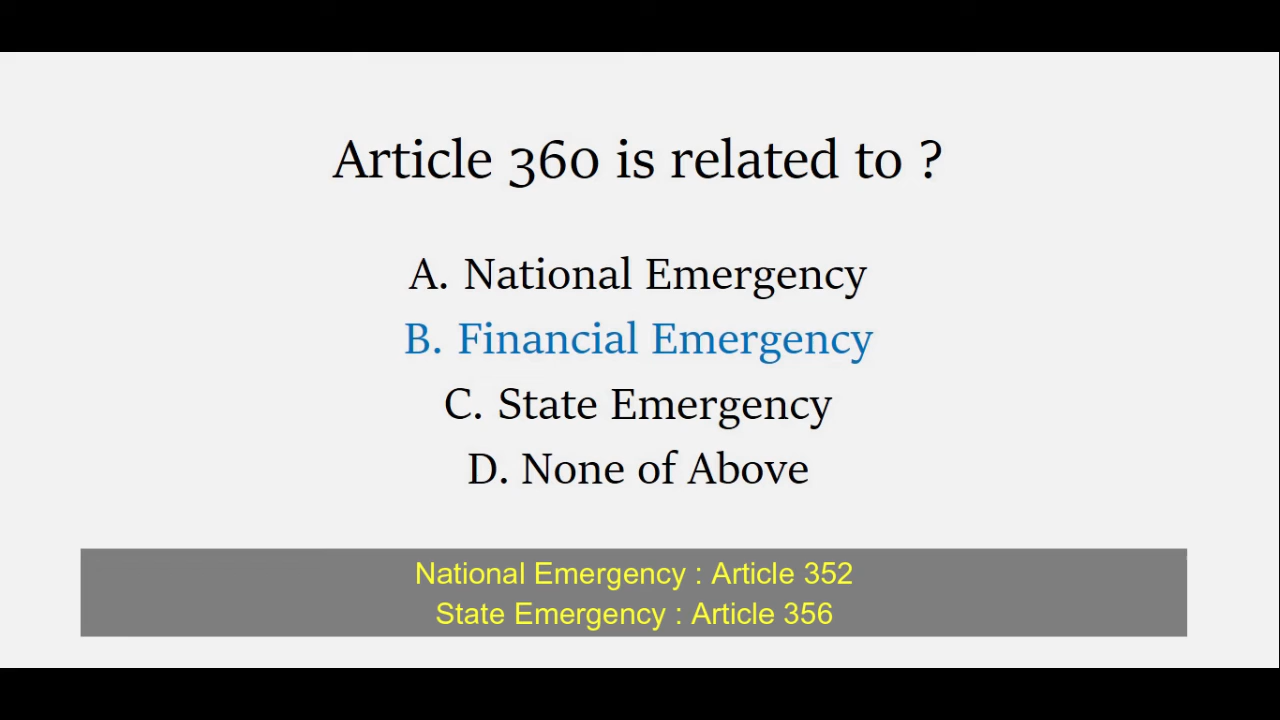 Article 360 is related to ?
A. National Emergency
B. Financial Emergency
C. State Emergency
D. None of Above
National Emergency : Article 352
State Emergency : Article 356